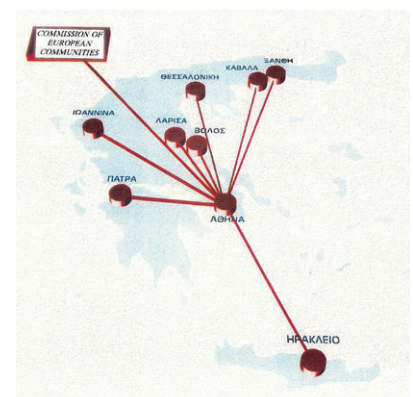 COMMISSION OF
EUROPEAN
COMMUNITIES
ΞΑΝΘΗ
ΚΑΒΑΛΑ
ΘΕΣΣΑΛΟΝΙΚΗ
ΙΩΑΝΝΙΝΑ
ΛΑΡΙΣΑ
ΒΟΛΟΣ
ΠΑΤΡΑ
ΑΘΗΝΑ
ΗΡΑΚΛΕΙΟ